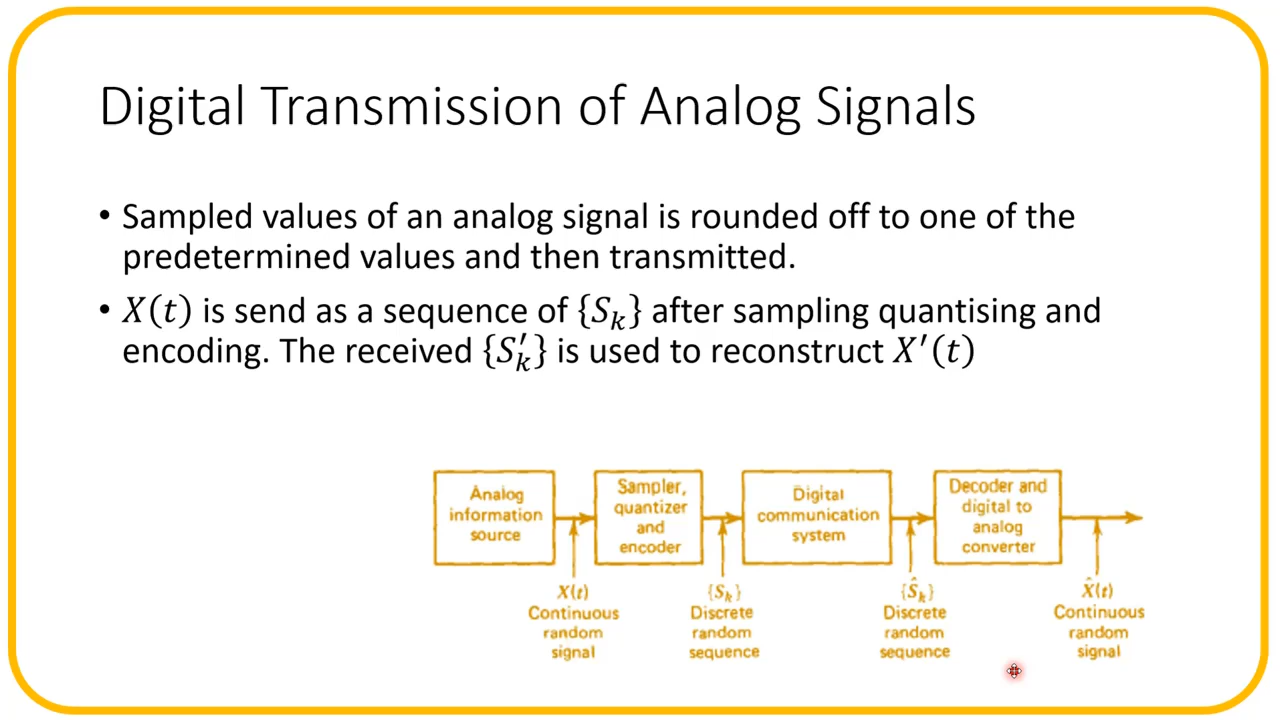 Digital Transmission of Analog Signals
• Sampled values of an analog signal is rounded off to one of the
predetermined values and then transmitted.
• X(t) is send as a sequence of {Sₖ} after sampling quantising and
encoding. The received {S′ₖ} is used to reconstruct X′(t)
Analog
information
source
Sampler,
quantizer
and
encoder
Digital
communication
system
Decoder and
digital to
analog
converter
X(t)
Continuous
random
signal
{Sₖ}
Discrete
random
sequence
{Ŝₖ}
Discrete
random
sequence
X̂(t)
Continuous
random
signal